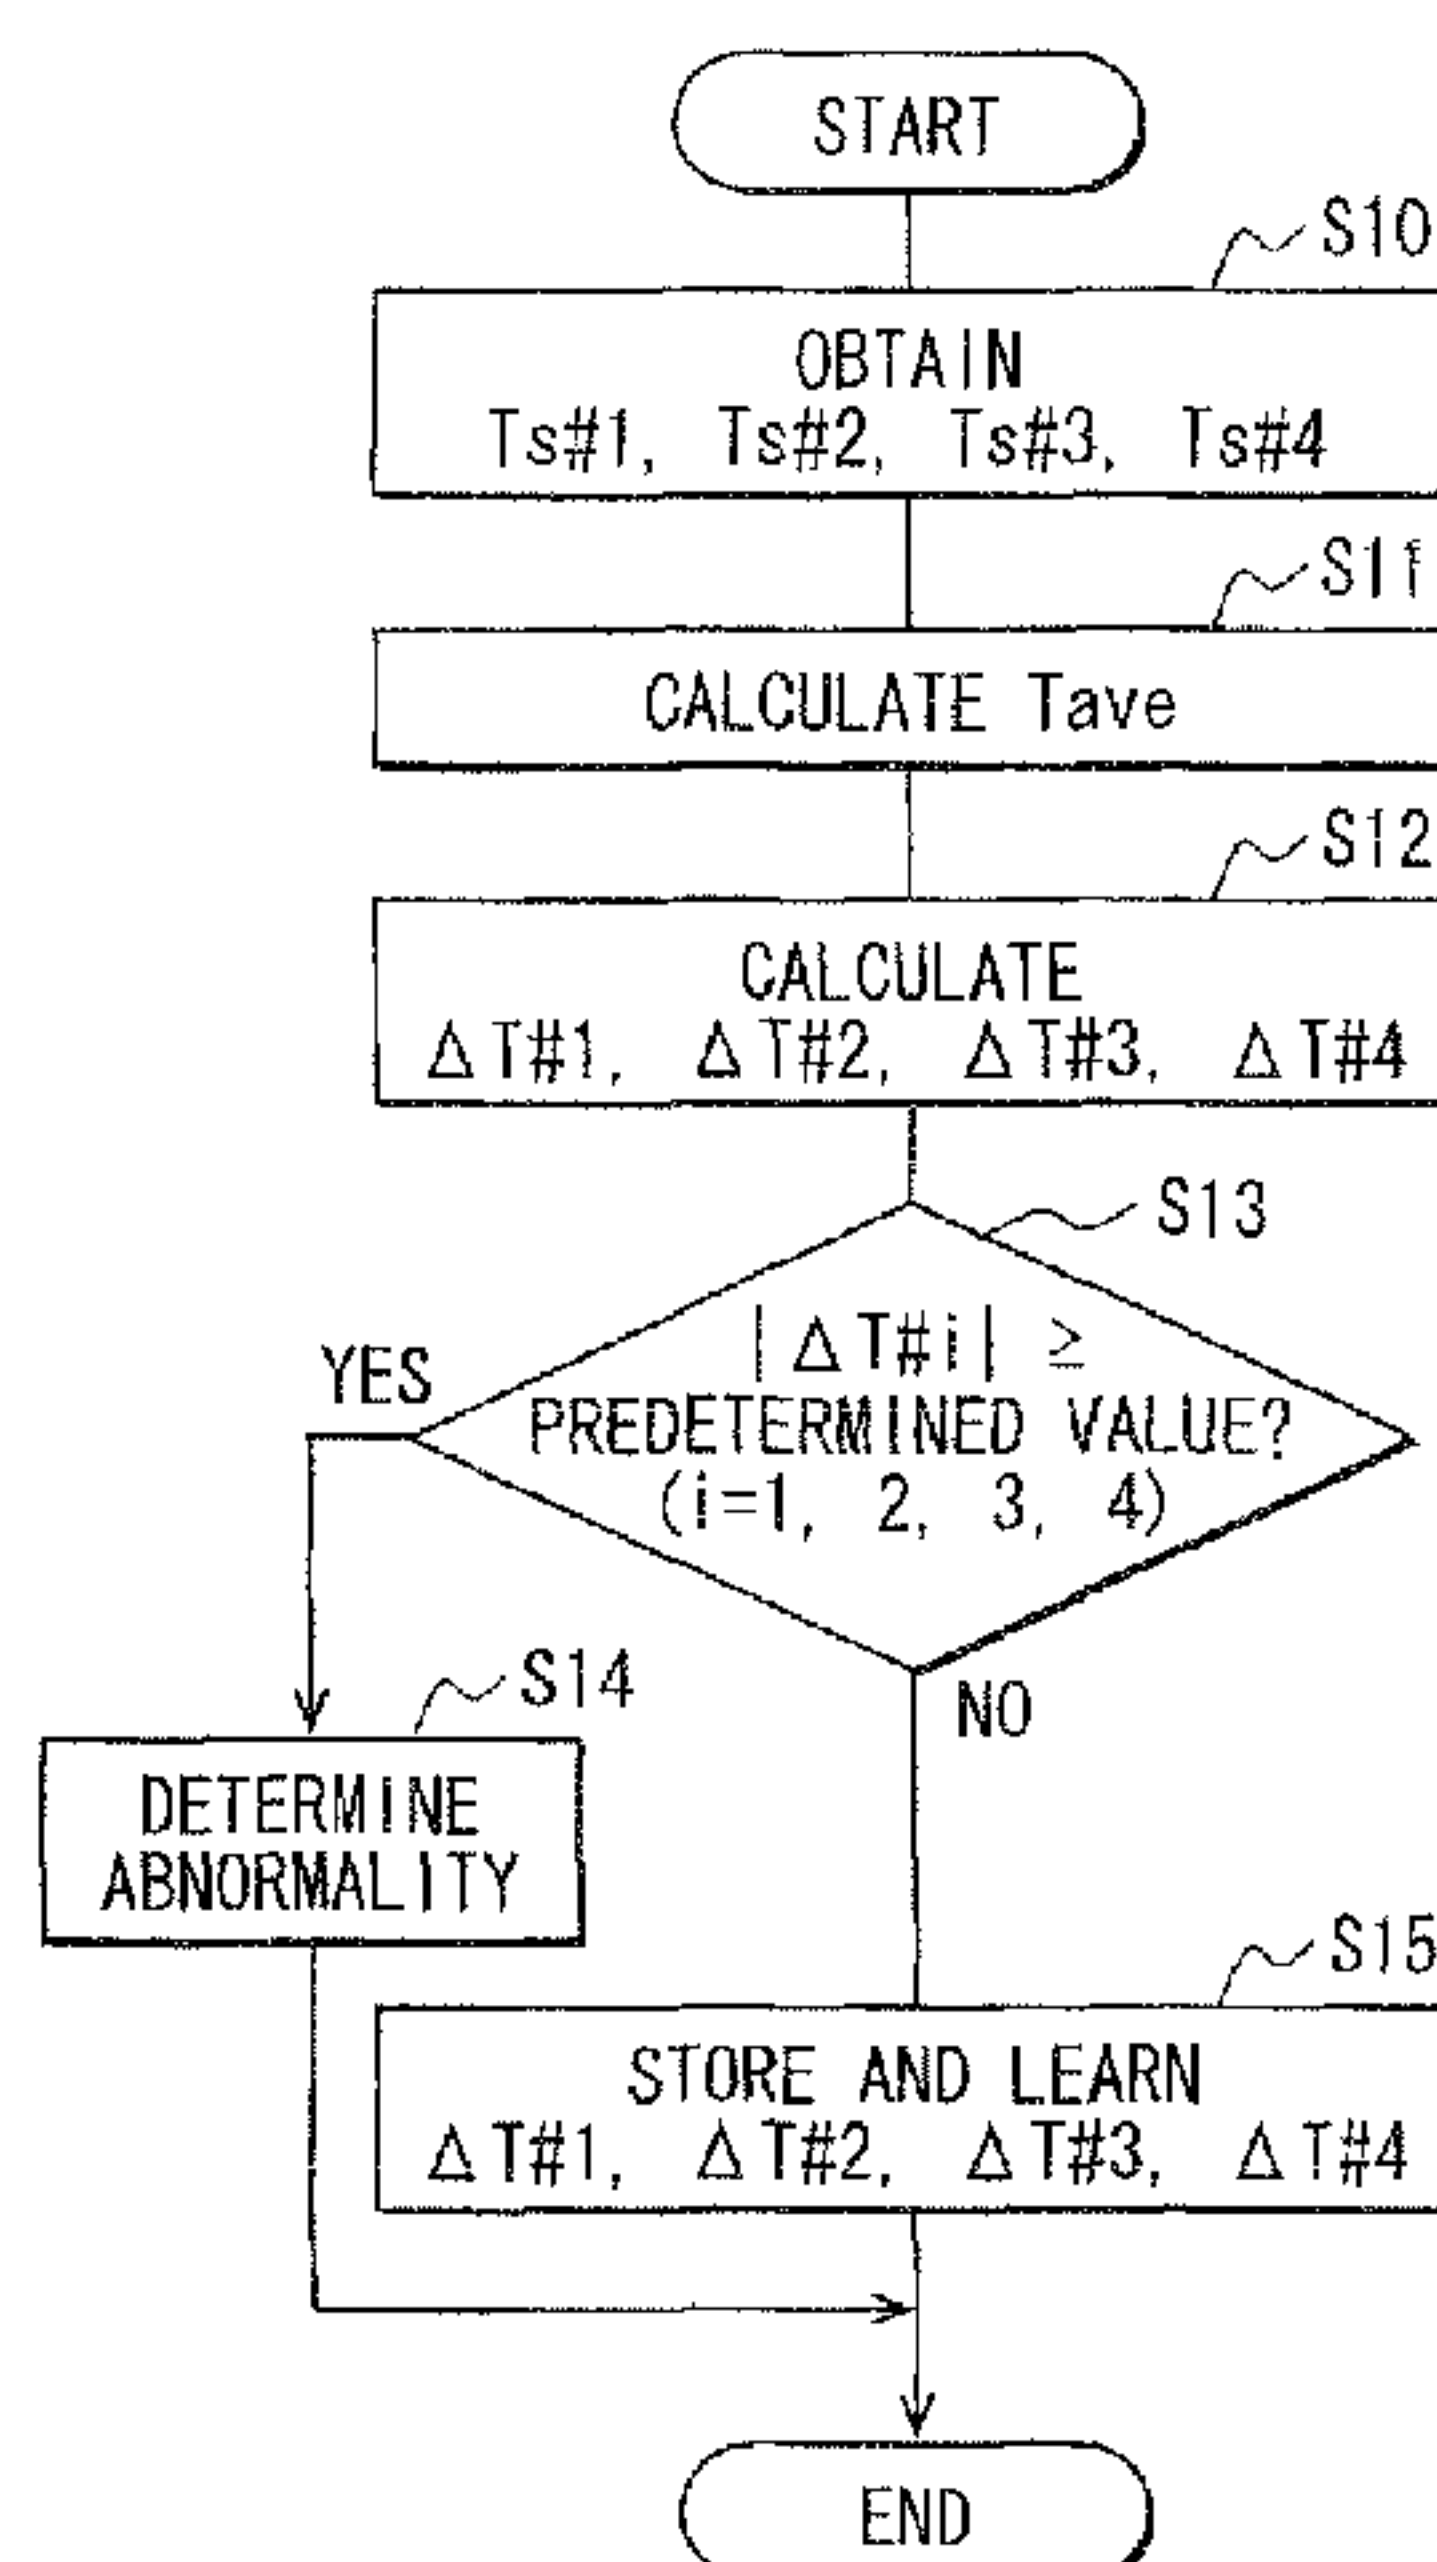 START
S10
OBTAIN
Ts#1, Ts#2, Ts#3, Ts#4
S11
CALCULATE Tave
S12
CALCULATE
ΔT#1, ΔT#2, ΔT#3, ΔT#4
S13
|ΔT#i| ≥
PREDETERMINED VALUE?
(i=1, 2, 3, 4)
YES
NO
S14
DETERMINE
ABNORMALITY
S15
STORE AND LEARN
ΔT#1, ΔT#2, ΔT#3, ΔT#4
END